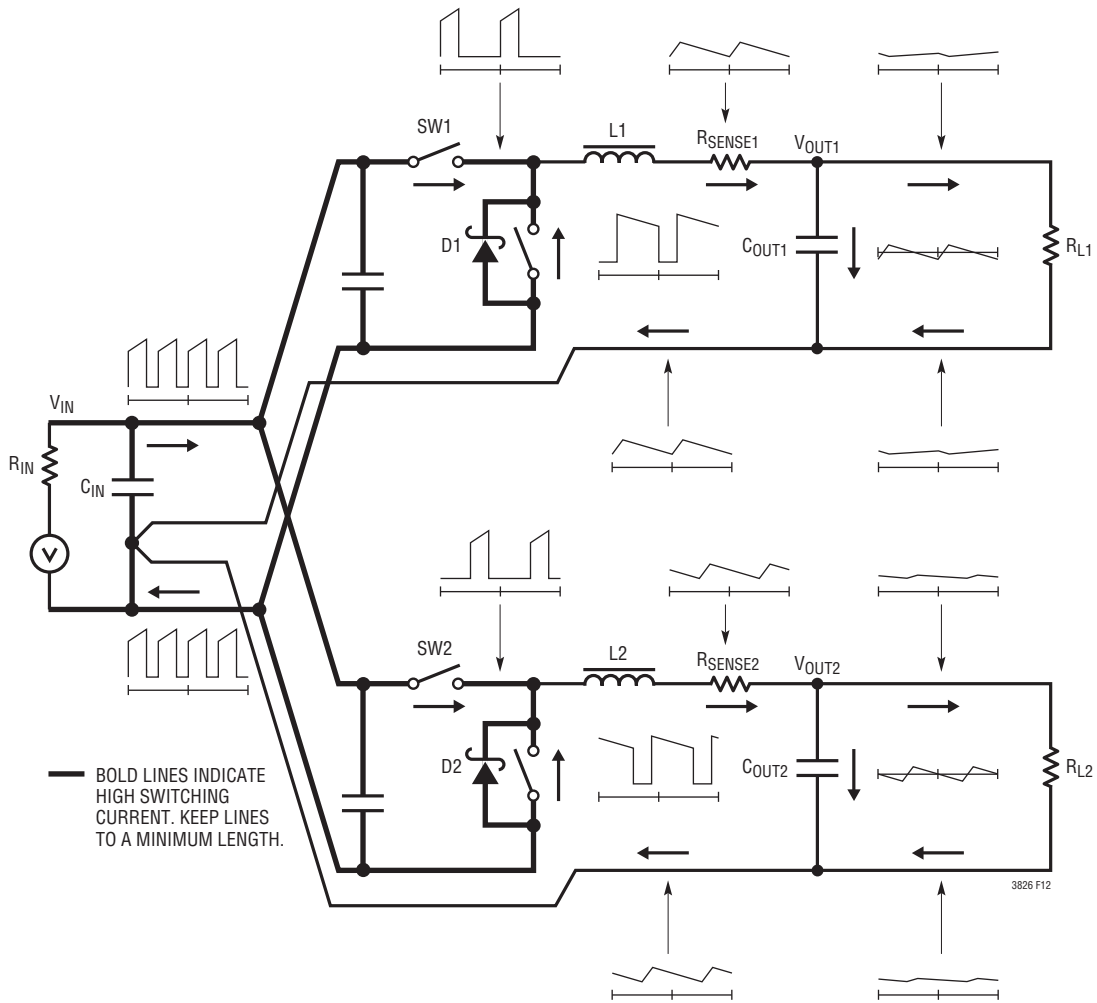 SW1
L1
RSENSE1
VOUT1
D1
COUT1
RL1
VIN
RIN
CIN
V
SW2
L2
RSENSE2
VOUT2
D2
COUT2
RL2
BOLD LINES INDICATE
HIGH SWITCHING
CURRENT. KEEP LINES
TO A MINIMUM LENGTH.
3826 F12